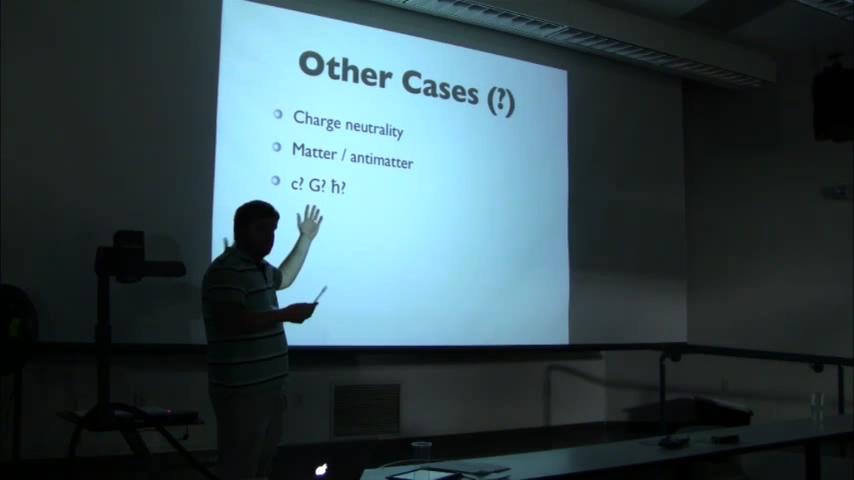 Other Cases (?)
Charge neutrality
Matter / antimatter
c? G? ħ?